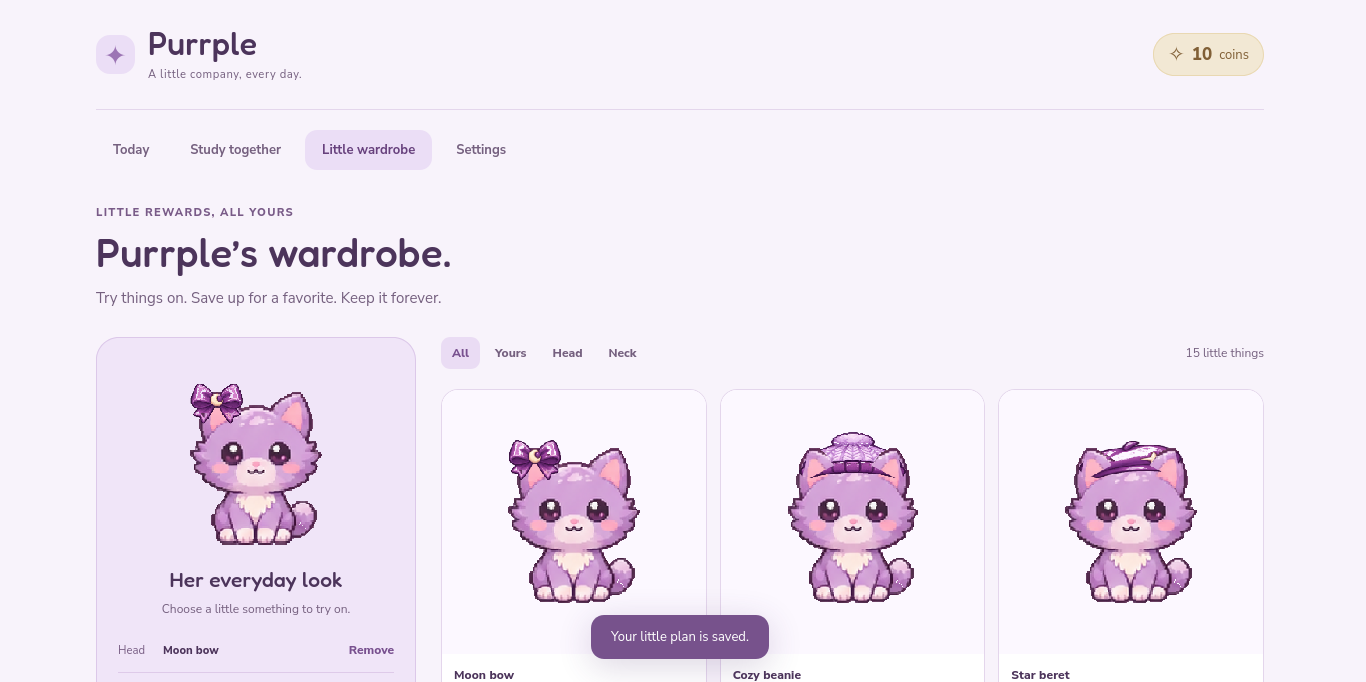 Purrple
A little company, every day.
10 coins
Today
Study together
Little wardrobe
Settings
LITTLE REWARDS, ALL YOURS
Purrple’s wardrobe.
Try things on. Save up for a favorite. Keep it forever.
All
Yours
Head
Neck
15 little things
Her everyday look
Choose a little something to try on.
Head Moon bow Remove
Your little plan is saved.
Moon bow
Cozy beanie
Star beret